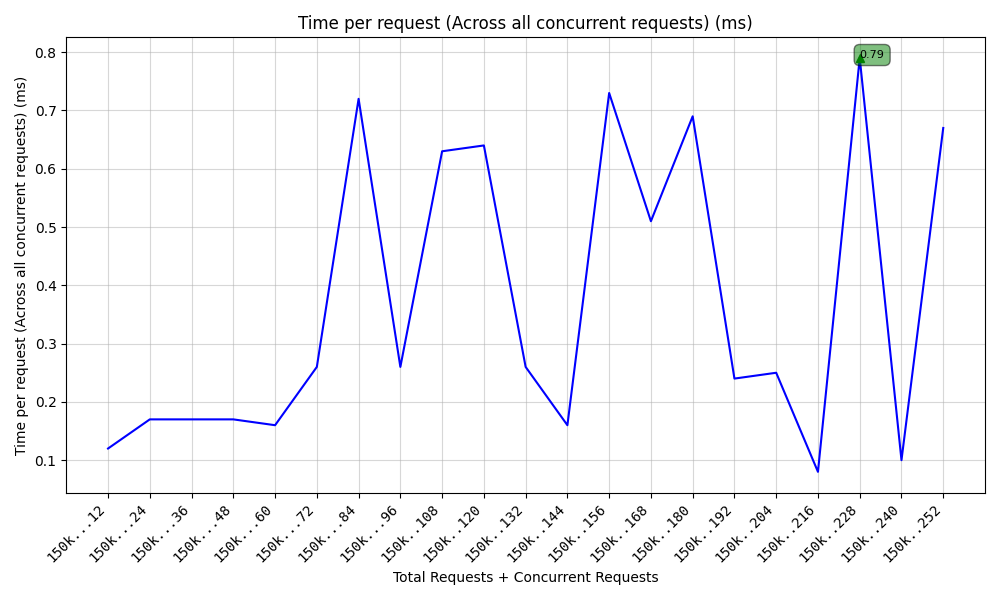 Time per request (Across all concurrent requests) (ms)
Time per request (Across all concurrent requests) (ms)
0.8
0.7
0.6
0.5
0.4
0.3
0.2
0.1
0.79
150k...12
150k...24
150k...36
150k...48
150k...60
150k...72
150k...84
150k...96
150k..108
150k..120
150k..132
150k..144
150k..156
150k..168
150k..180
150k..192
150k..204
150k..216
150k..228
150k..240
150k..252
Total Requests + Concurrent Requests